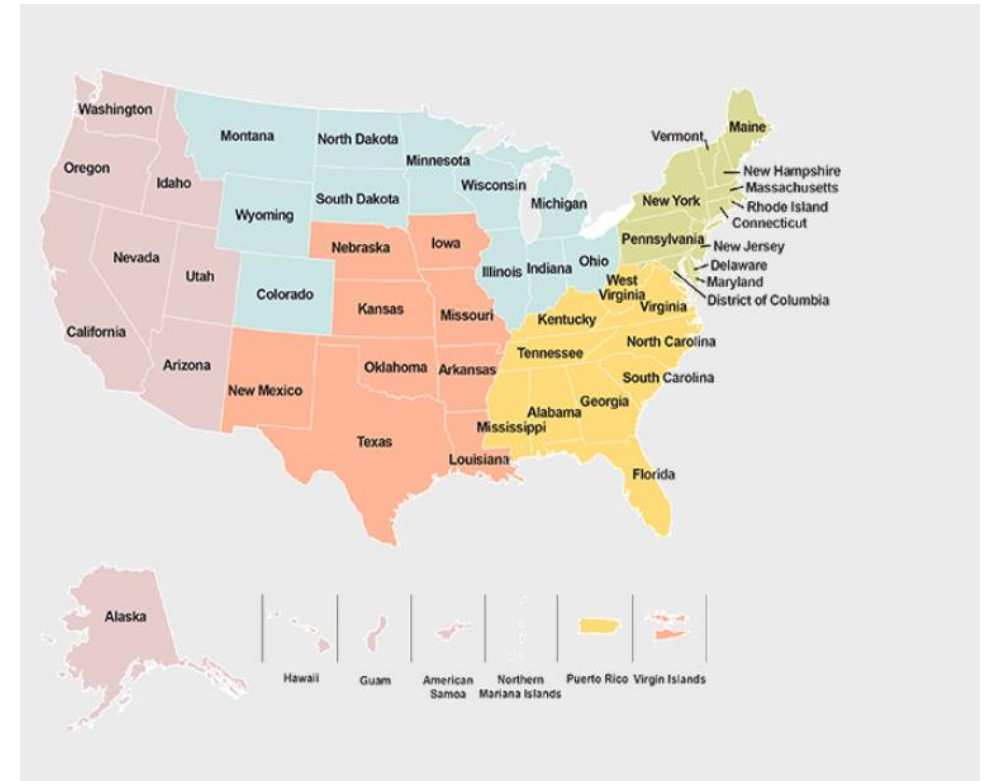 Washington
Montana
North Dakota
Minnesota
Vermont
Maine
Oregon
Idaho
Wyoming
South Dakota
Wisconsin
Michigan
New York
New Hampshire
Massachusetts
Rhode Island
Connecticut
Nevada
Utah
Colorado
Nebraska
Iowa
Illinois
Indiana
Ohio
Pennsylvania
New Jersey
Delaware
Maryland
District of Columbia
California
Arizona
New Mexico
Kansas
Missouri
Oklahoma
Arkansas
Kentucky
West
Virginia
Virginia
Tennessee
North Carolina
South Carolina
Texas
Louisiana
Mississippi
Alabama
Georgia
Florida
Alaska
Hawaii
Guam
American
Samoa
Northern
Mariana Islands
Puerto Rico
Virgin Islands